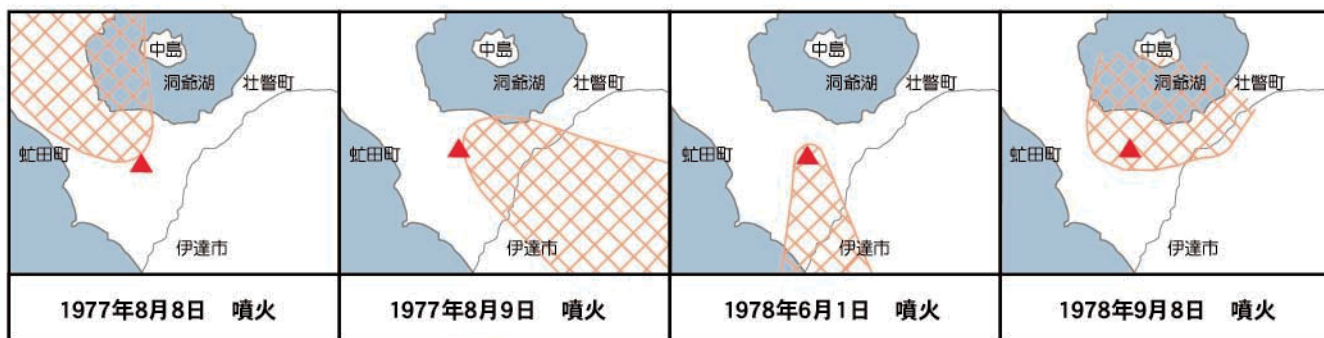 中島
洞爺湖
壮瞥町
虻田町
伊達市
1977年8月8日 噴火
中島
洞爺湖
壮瞥町
虻田町
伊達市
1977年8月9日 噴火
中島
洞爺湖
壮瞥町
虻田町
伊達市
1978年6月1日 噴火
中島
洞爺湖
壮瞥町
虻田町
伊達市
1978年9月8日 噴火